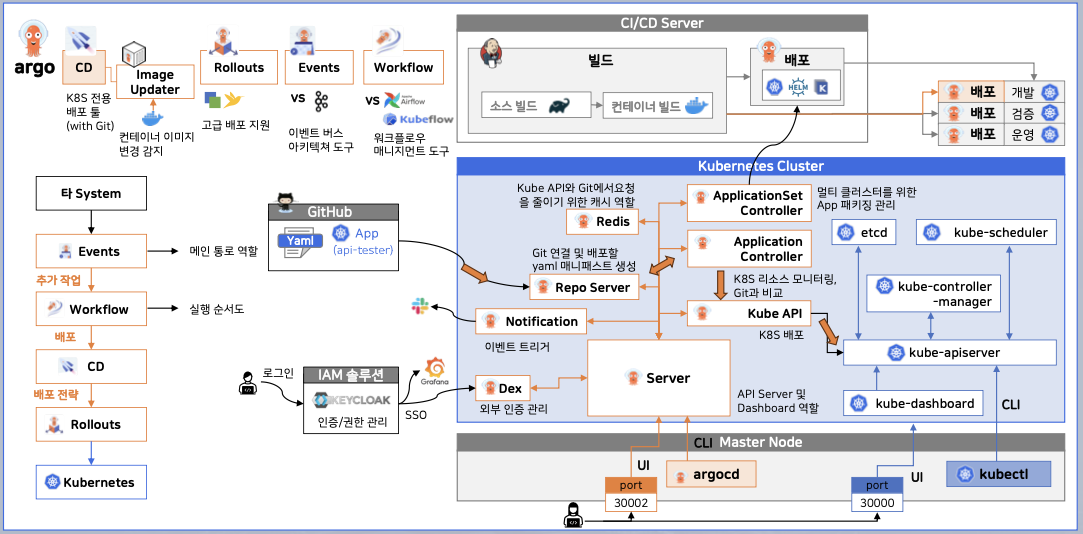 argo
CD
K8S 전용
배포 툴
(with Git)
Image
Updater
컨테이너 이미지
변경 감지
Rollouts
고급 배포 지원
Events
vs
이벤트 버스
아키텍쳐 도구
Workflow
vs
Airflow
Kubeflow
워크플로우
매니지먼트 도구
CI/CD Server
빌드
소스 빌드
컨테이너 빌드
배포
HELM
배포
개발
배포
검증
배포
운영
타 System
Events
메인 통로 역할
추가 작업
Workflow
실행 순서도
배포
CD
배포 전략
Rollouts
Kubernetes
GitHub
Yaml
App
(api-tester)
로그인
IAM 솔루션
KEYCLOAK
인증/권한 관리
Grafana
SSO
Kubernetes Cluster
Kube API와 Git에서요청
을 줄이기 위한 캐시 역할
Redis
ApplicationSet
Controller
멀티 클러스터를 위한
App 패키징 관리
Git 연결 및 배포할
yaml 매니패스트 생성
Repo Server
Application
Controller
K8S 리소스 모니터링,
Git과 비교
Notification
이벤트 트리거
Kube API
K8S 배포
Dex
외부 인증 관리
Server
API Server 및
Dashboard 역할
etcd
kube-scheduler
kube-controller
-manager
kube-apiserver
kube-dashboard
CLI
Master Node
CLI
UI
argocd
port
30002
UI
port
30000
kubectl